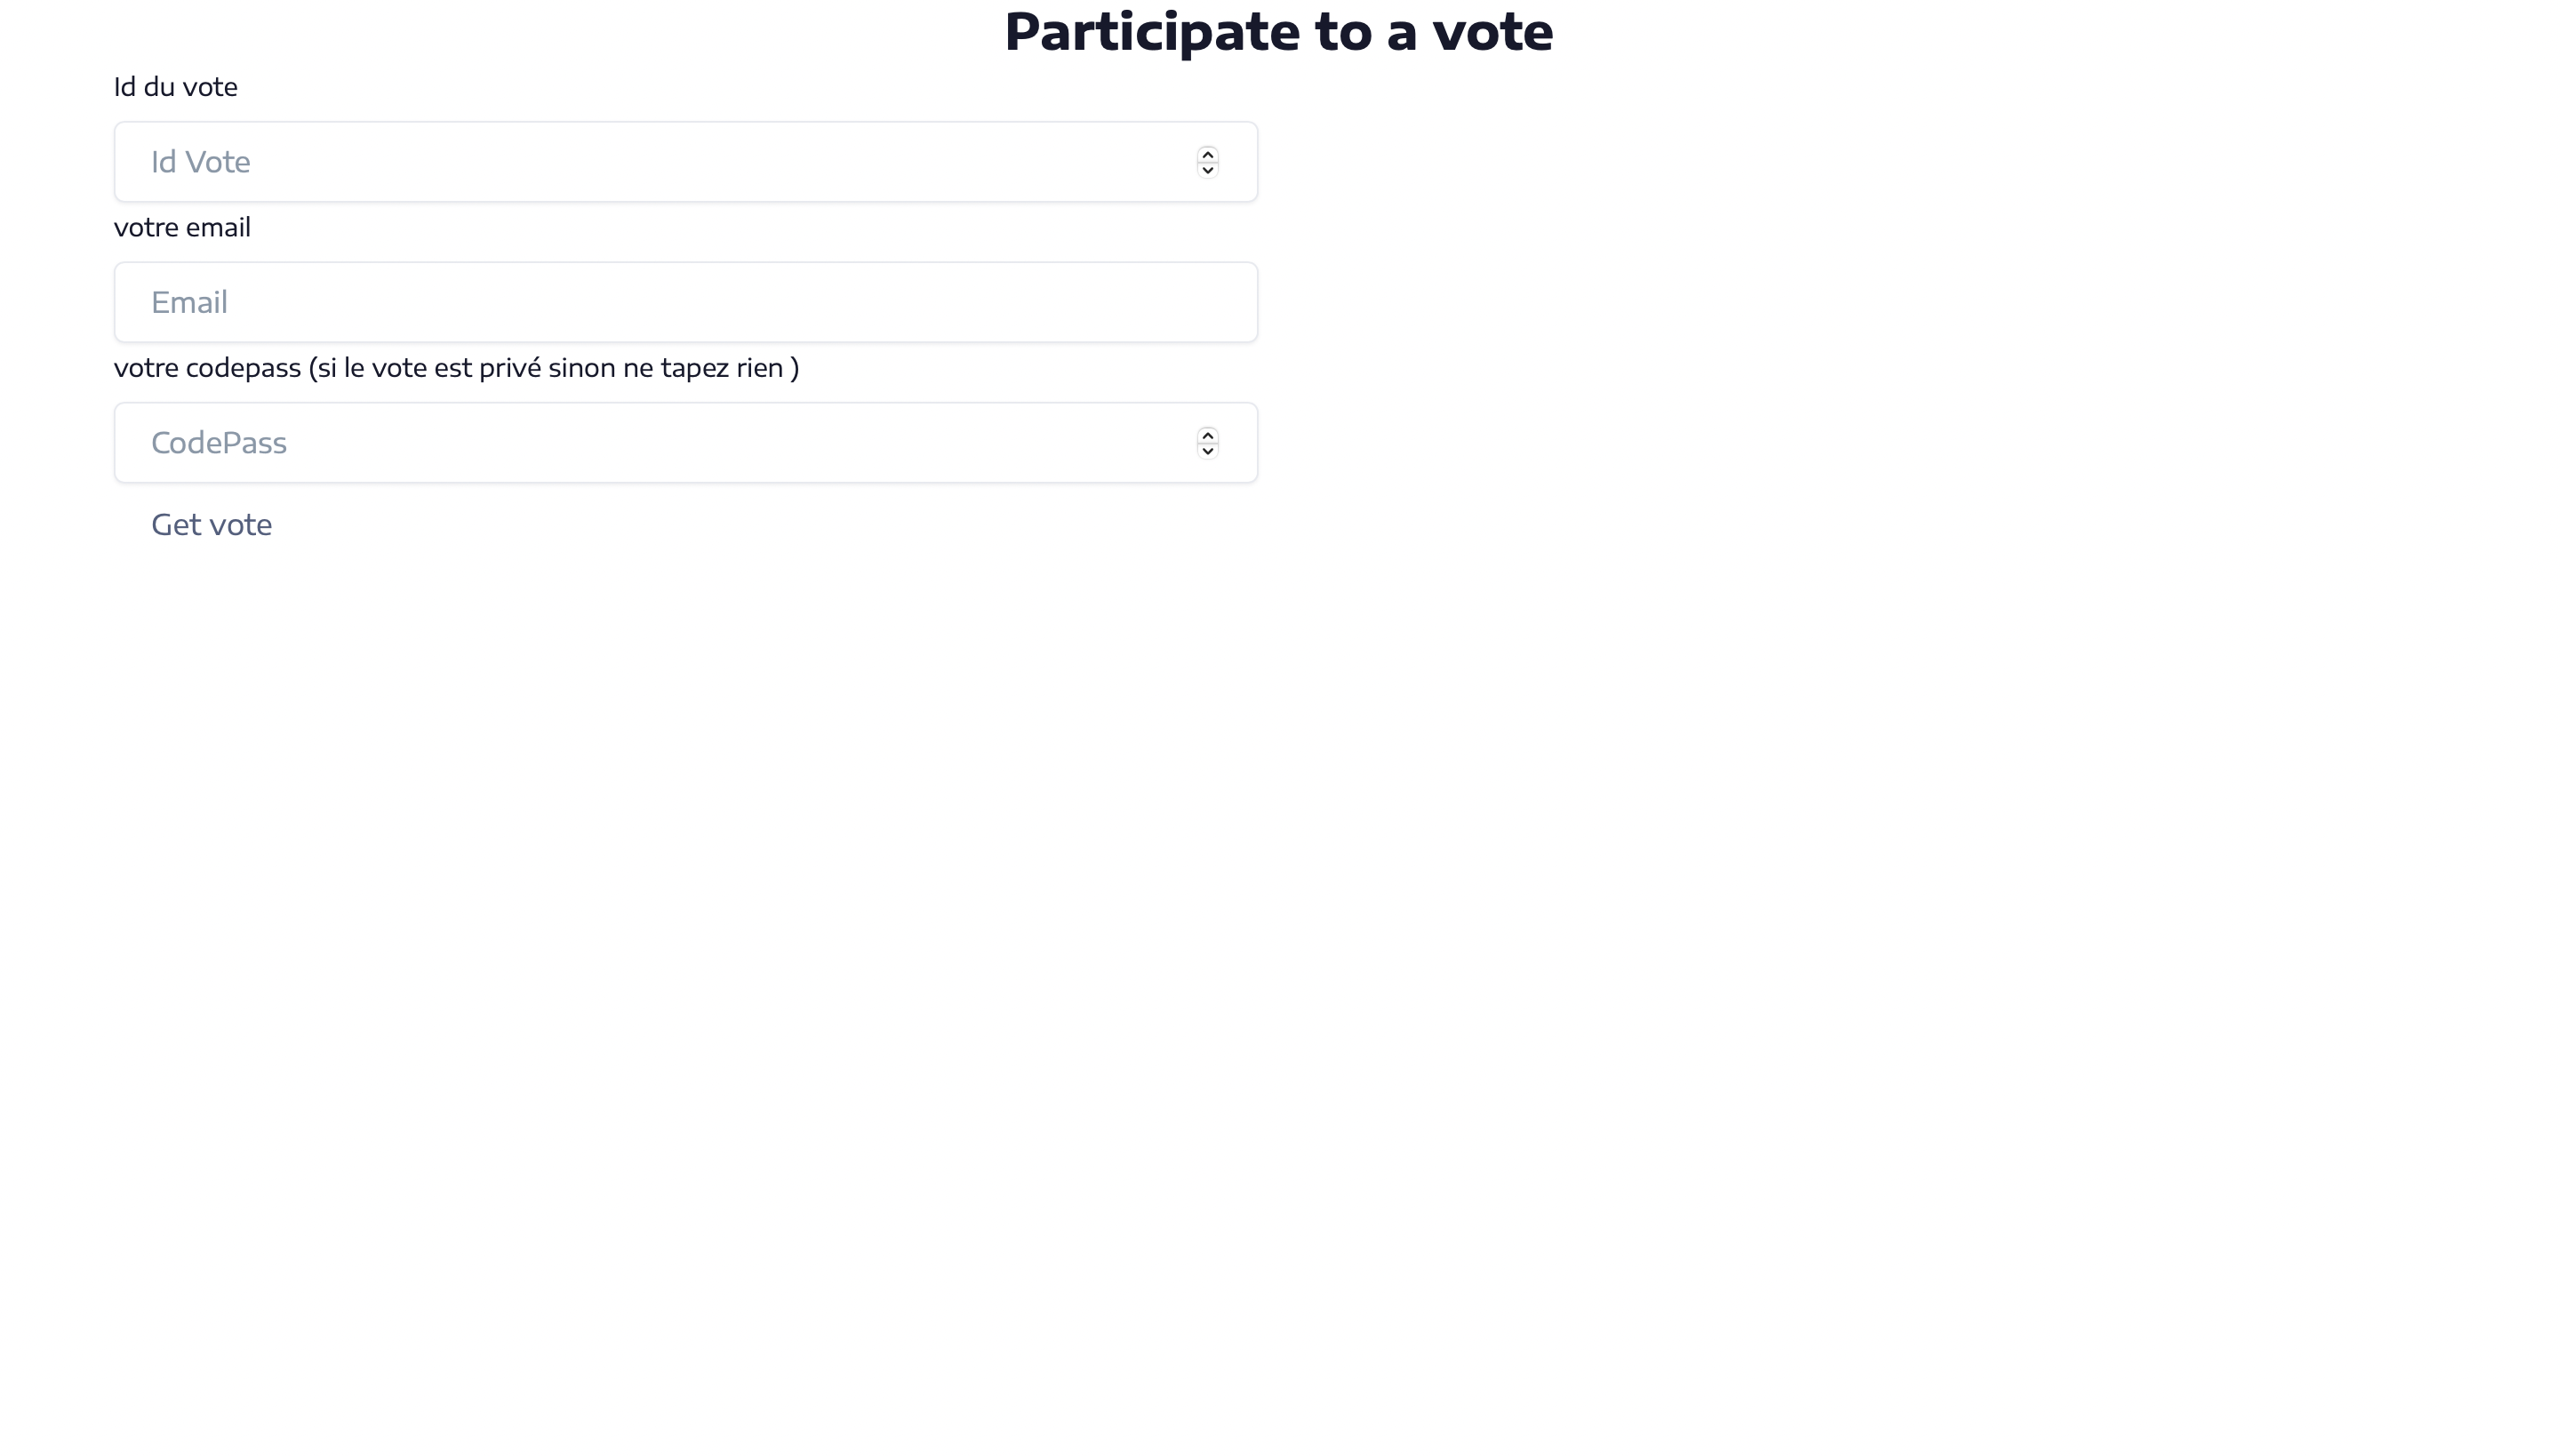 Participate to a vote
Id du vote
Id Vote
votre email
Email
votre codepass (si le vote est privé sinon ne tapez rien )
CodePass
Get vote